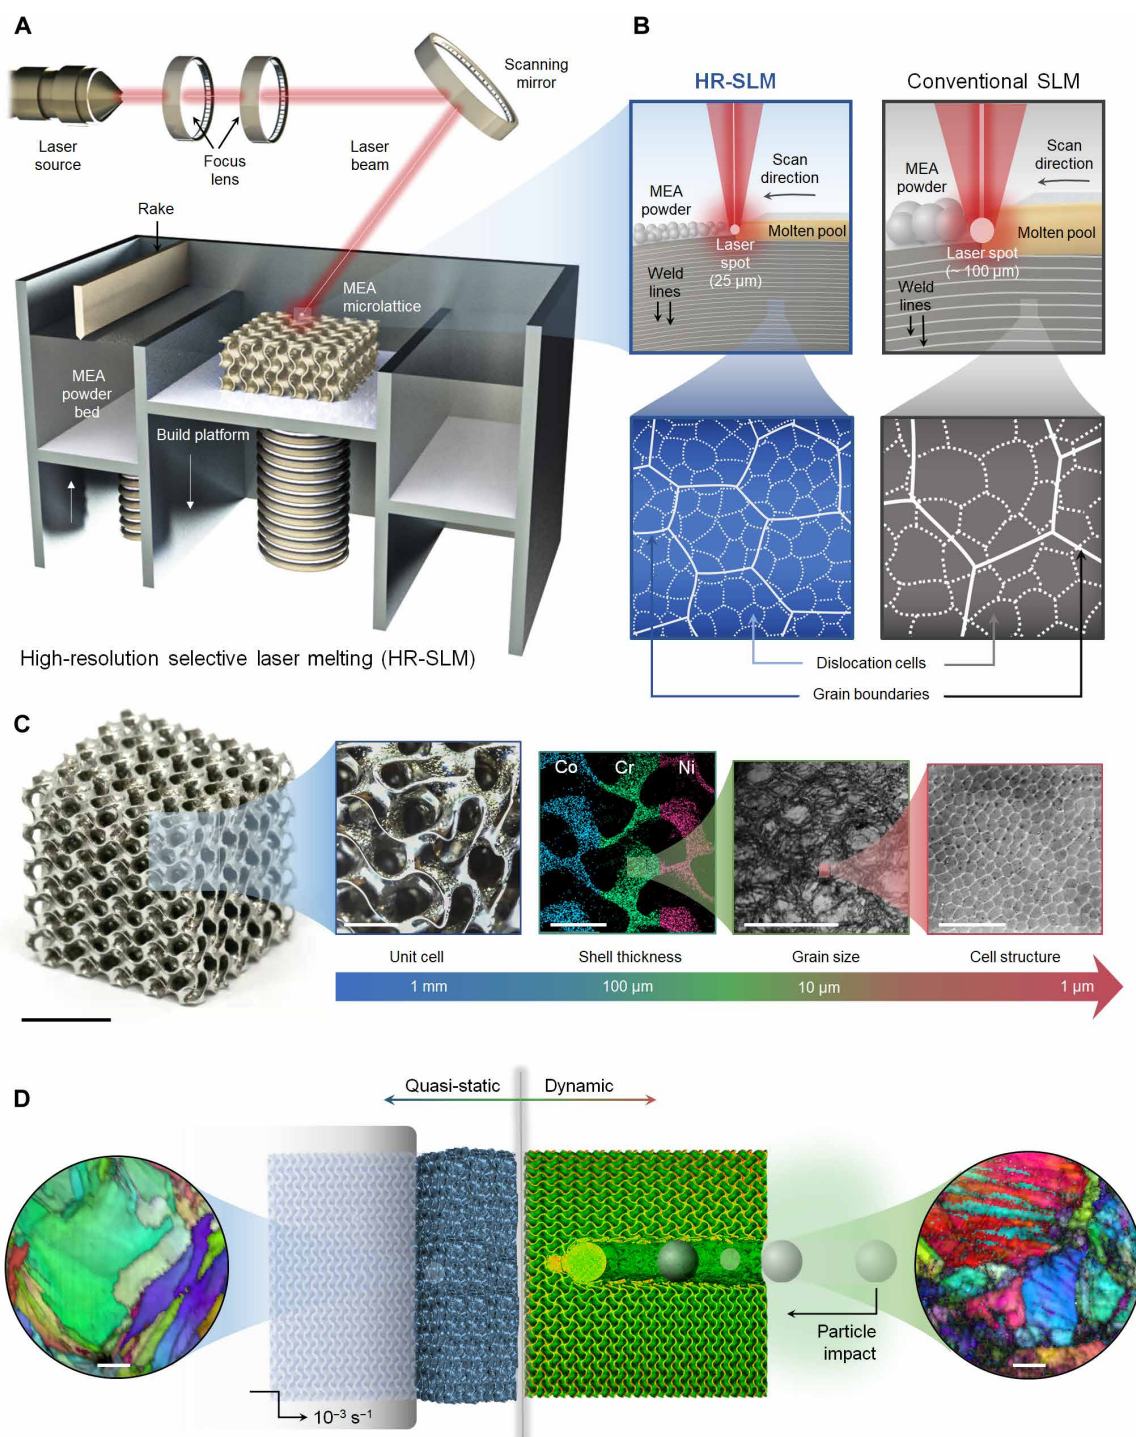 A
Laser
source
Focus
lens
Laser
beam
Scanning
mirror
Rake
MEA
microlattice
MEA
powder
bed
Build platform
High-resolution selective laser melting (HR-SLM)
B
HR-SLM
Conventional SLM
MEA
powder
Scan
direction
Molten pool
Laser
spot
(25 μm)
Weld
lines
MEA
powder
Scan
direction
Molten pool
Laser spot
(~ 100 μm)
Weld
lines
Dislocation cells
Grain boundaries
C
Co Cr Ni
Unit cell
Shell thickness
Grain size
Cell structure
1 mm
100 μm
10 μm
1 μm
D
Quasi-static
Dynamic
Particle
impact
10⁻³ s⁻¹